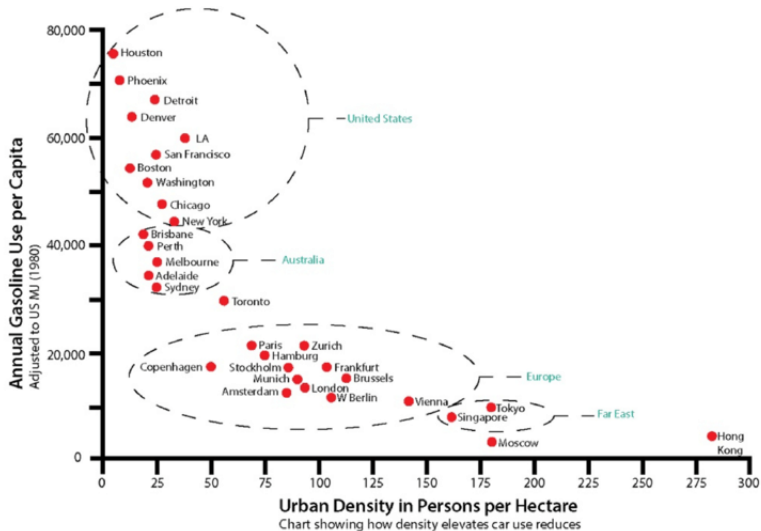 80,000
Houston
Phoenix
Detroit
Denver
United States
60,000
LA
San Francisco
Boston
Washington
Chicago
New York
Brisbane
40,000
Perth
Melbourne
Australia
Adelaide
Sydney
Toronto
20,000
Paris
Zurich
Hamburg
Copenhagen
Stockholm
Frankfurt
Munich
Brussels
Europe
London
Amsterdam
W Berlin
Vienna
Tokyo
Far East
Singapore
Moscow
Hong
Kong
0
0 25 50 75 100 125 150 175 200 225 250 275 300
Annual Gasoline Use per Capita
Adjusted to US MJ (1980)
Urban Density in Persons per Hectare
Chart showing how density elevates car use reduces